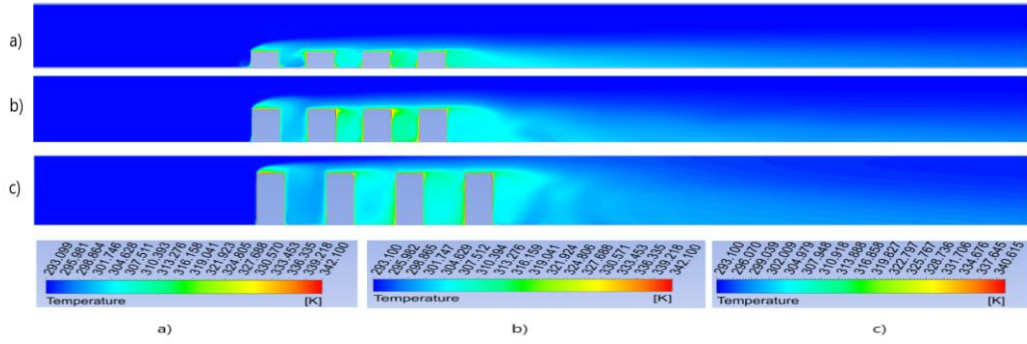 a)
b)
c)
293.099 296.981 298.864 301.746 304.628 307.511 310.393 313.276 316.158 319.041 321.923 324.805 327.688 330.570 333.453 336.335 339.218 342.100
293.100 295.982 298.865 301.747 304.629 307.512 310.394 313.276 316.159 319.041 321.924 324.806 327.688 330.571 333.453 336.335 339.218 342.100
293.100 296.070 299.039 302.009 304.979 307.948 310.918 313.888 316.858 319.827 322.797 325.767 328.736 331.706 334.676 337.645 340.615
Temperature [K]
Temperature [K]
Temperature [K]
a)
b)
c)